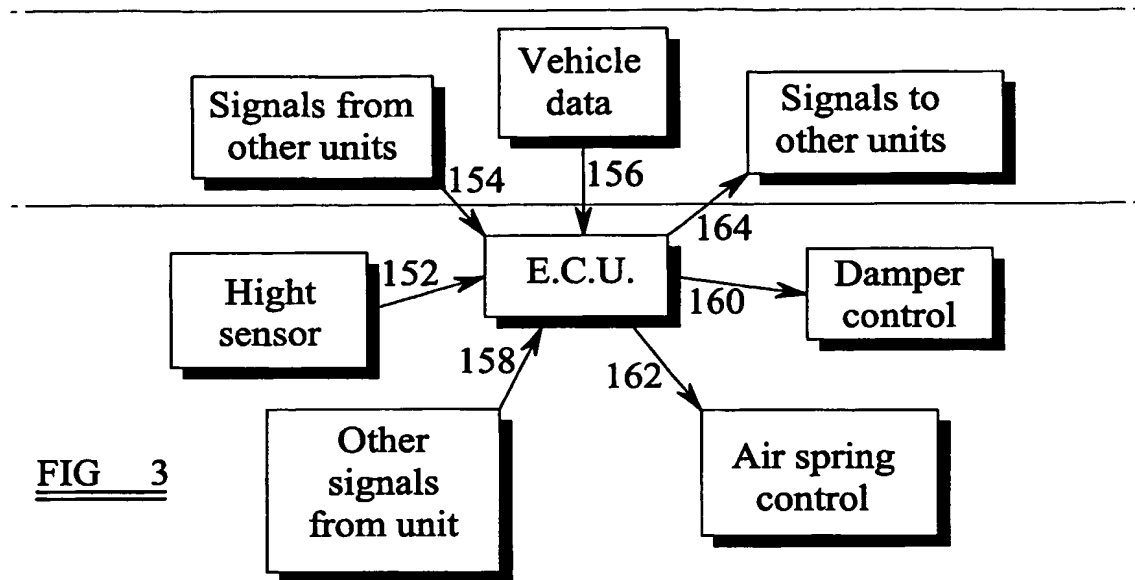 Vehicle
data
Signals from
other units
Signals to
other units
154
156
164
E.C.U.
Hight
sensor
152
160
Damper
control
158
162
Other
signals
from unit
Air spring
control
FIG 3